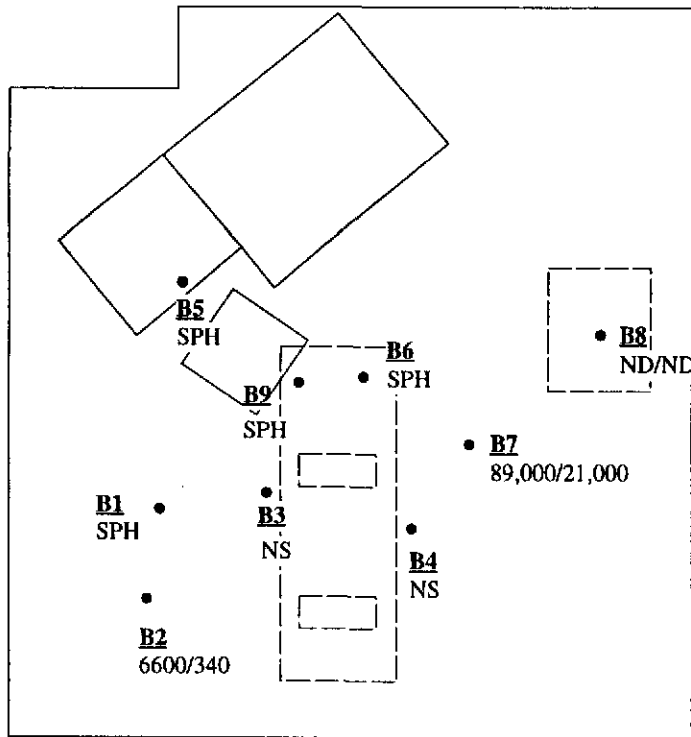 B5
SPH
B6
SPH
B8
ND/ND
B9
SPH
B7
89,000/21,000
B1
SPH
B3
NS
B4
NS
B2
6600/340